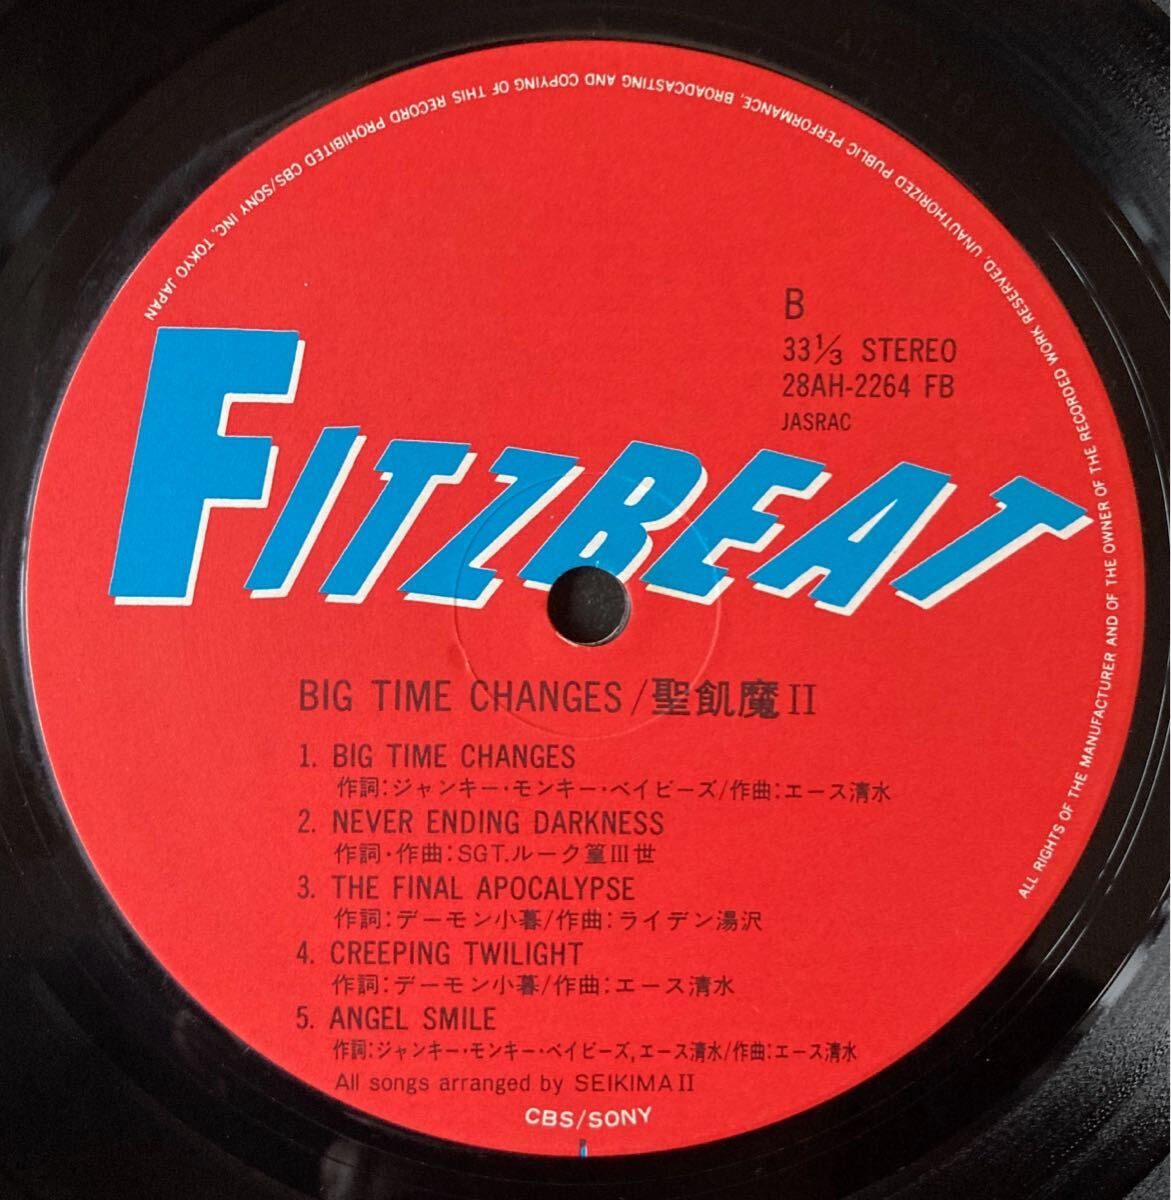 ALL RIGHTS OF THE MANUFACTURER AND OF THE OWNER OF THE RECORDED WORK RESERVED, UNAUTHORIZED PUBLIC PERFORMANCE, BROADCASTING AND COPYING OF THIS RECORD PROHIBITED CBS/SONY INC. TOKYO JAPAN
B
33 1/3 STEREO
28AH-2264 FB
JASRAC
FITZBEAT
BIG TIME CHANGES/聖飢魔II
1. BIG TIME CHANGES
作詞:ジャンキー・モンキー・ベイビーズ/作曲:エース清水
2. NEVER ENDING DARKNESS
作詞・作曲:SGT.ルーク篁III世
3. THE FINAL APOCALYPSE
作詞:デーモン小暮/作曲:ライデン湯沢
4. CREEPING TWILIGHT
作詞:デーモン小暮/作曲:エース清水
5. ANGEL SMILE
作詞:ジャンキー・モンキー・ベイビーズ,エース清水/作曲:エース清水
All songs arranged by SEIKIMA II
CBS/SONY